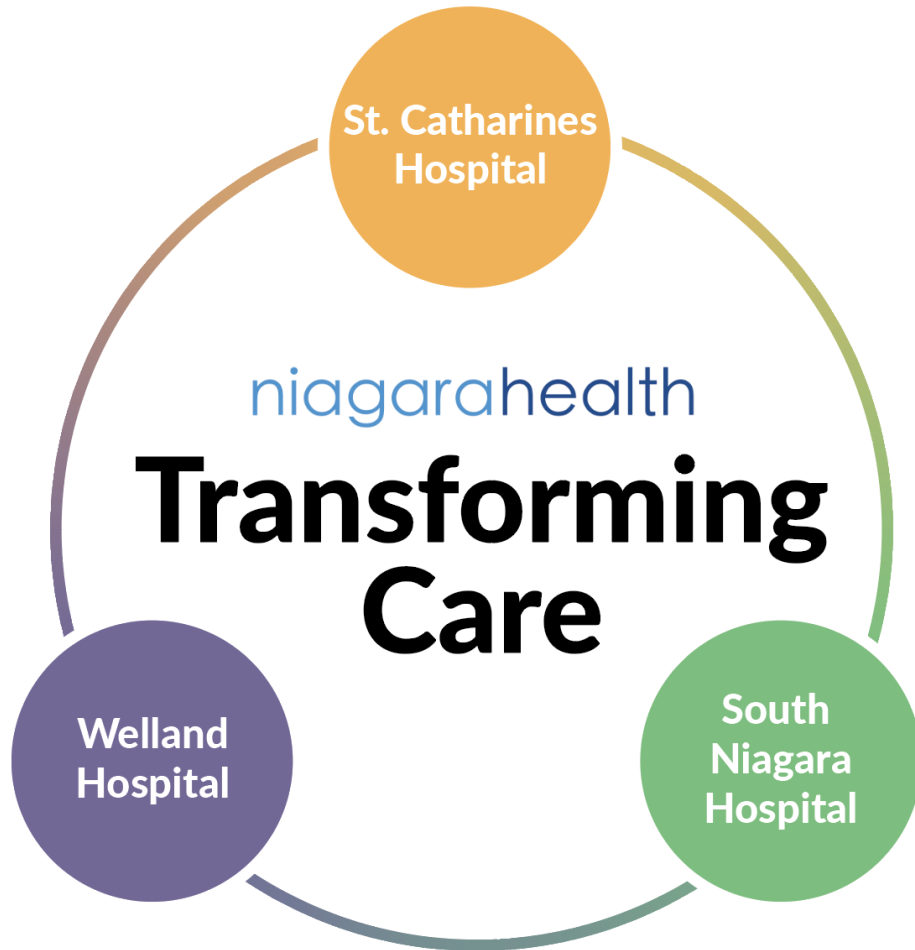 St. Catharines
Hospital
niagarahealth
Transforming
Care
Welland
Hospital
South
Niagara
Hospital